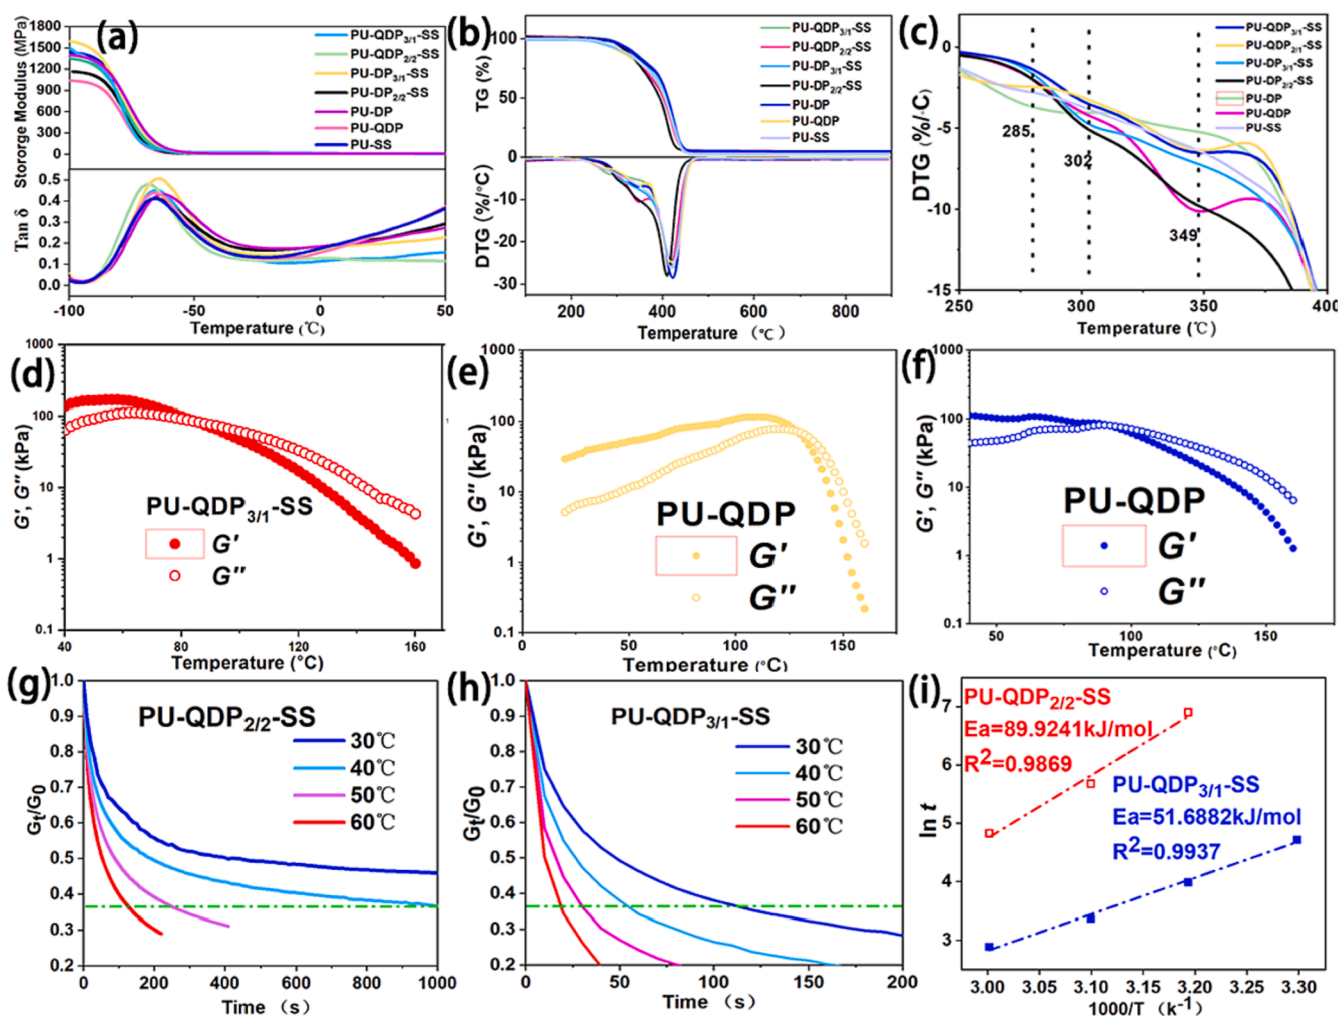 (a)
1800
1500
1200
900
600
300
0
0.5
0.4
0.3
0.2
0.1
0.0
Stororge Modulus (MPa)
Tan δ
PU-QDP3/1-SS
PU-QDP2/2-SS
PU-DP3/1-SS
PU-DP2/2-SS
PU-DP
PU-QDP
PU-SS
-100
-50
0
50
Temperature (℃)
(b)
100
50
0
-10
-20
-30
TG (%)
DTG (%/°C)
PU-QDP3/1-SS
PU-QDP2/2-SS
PU-DP3/1-SS
PU-DP2/2-SS
PU-DP
PU-QDP
PU-SS
200
400
600
800
Temperature (℃)
(c)
0
-5
-10
-15
DTG (%/·C)
PU-QDP3/1-SS
PU-QDP2/1-SS
PU-DP3/1-SS
PU-DP2/2-SS
PU-DP
PU-QDP
PU-SS
285
302
349
250
300
350
400
Temperature (℃)
(d)
1000
100
10
1
0.1
G', G'' (kPa)
PU-QDP3/1-SS
G'
G''
40
80
120
160
Temperature (°C)
(e)
1000
100
10
1
0.1
G', G'' (kPa)
PU-QDP
G'
G''
0
50
100
150
Temperature (°C)
(f)
1000
100
10
1
0.1
G', G'' (kPa)
PU-QDP
G'
G''
50
100
150
Temperature (°C)
(g)
1.0
0.9
0.8
0.7
0.6
0.5
0.4
0.3
0.2
Gt/G0
PU-QDP2/2-SS
30℃
40℃
50℃
60℃
0
200
400
600
800
1000
Time (s)
(h)
1.0
0.9
0.8
0.7
0.6
0.5
0.4
0.3
0.2
Gt/G0
PU-QDP3/1-SS
30℃
40℃
50℃
60℃
0
50
100
150
200
Time (s)
(i)
7
6
5
4
3
ln t
PU-QDP2/2-SS
Ea=89.9241kJ/mol
R2=0.9869
PU-QDP3/1-SS
Ea=51.6882kJ/mol
R2=0.9937
3.00
3.05
3.10
3.15
3.20
3.25
3.30
1000/T (k-1)